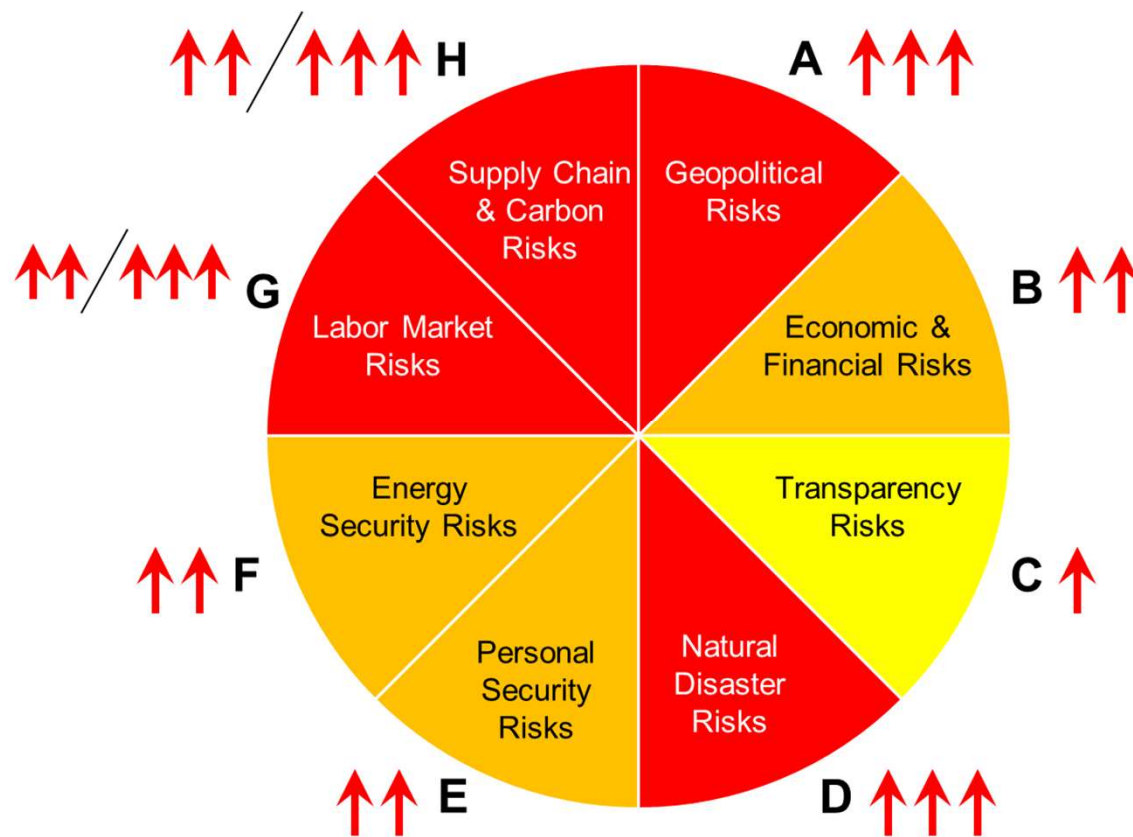 H
A
Supply Chain
& Carbon
Risks
Geopolitical
Risks
G
B
Labor Market
Risks
Economic &
Financial Risks
Energy
Security Risks
Transparency
Risks
F
C
Personal
Security
Risks
Natural
Disaster
Risks
E
D